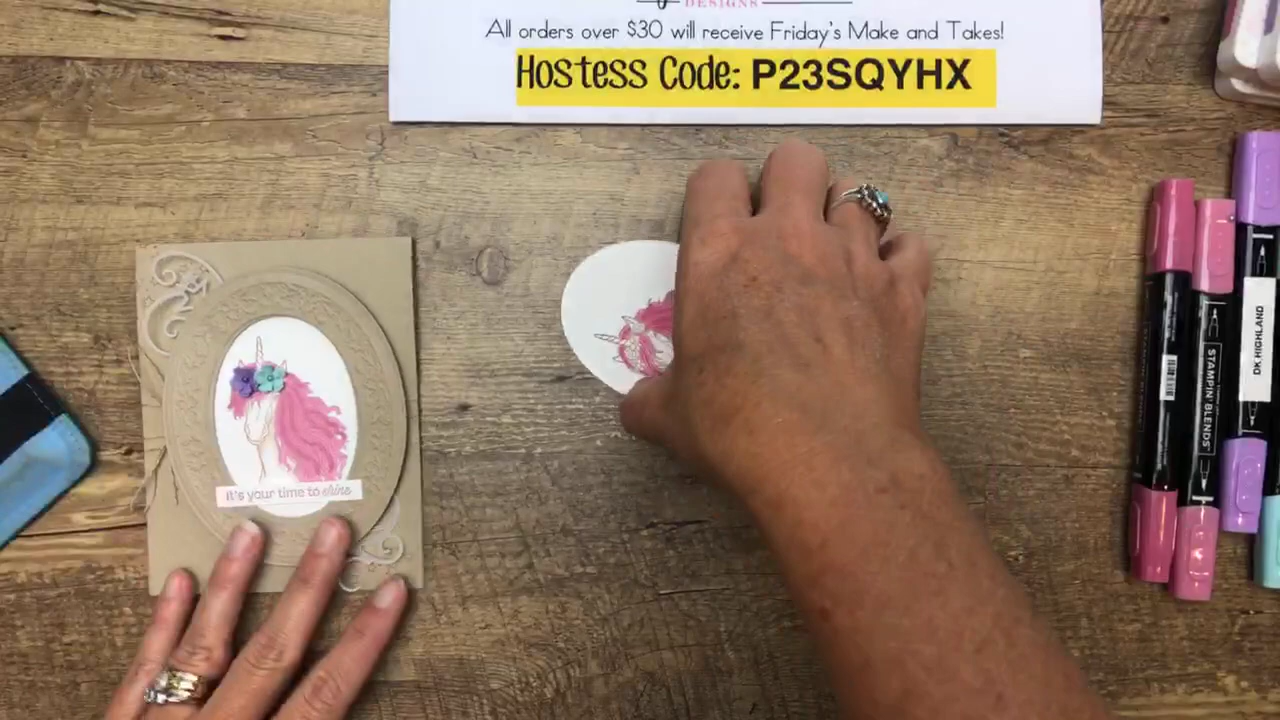 DESIGNS
All orders over $30 will receive Friday's Make and Takes!
Hostess Code: P23SQYHX
it's your time to shine
STAMPIN' BLENDS
DK HIGHLAND